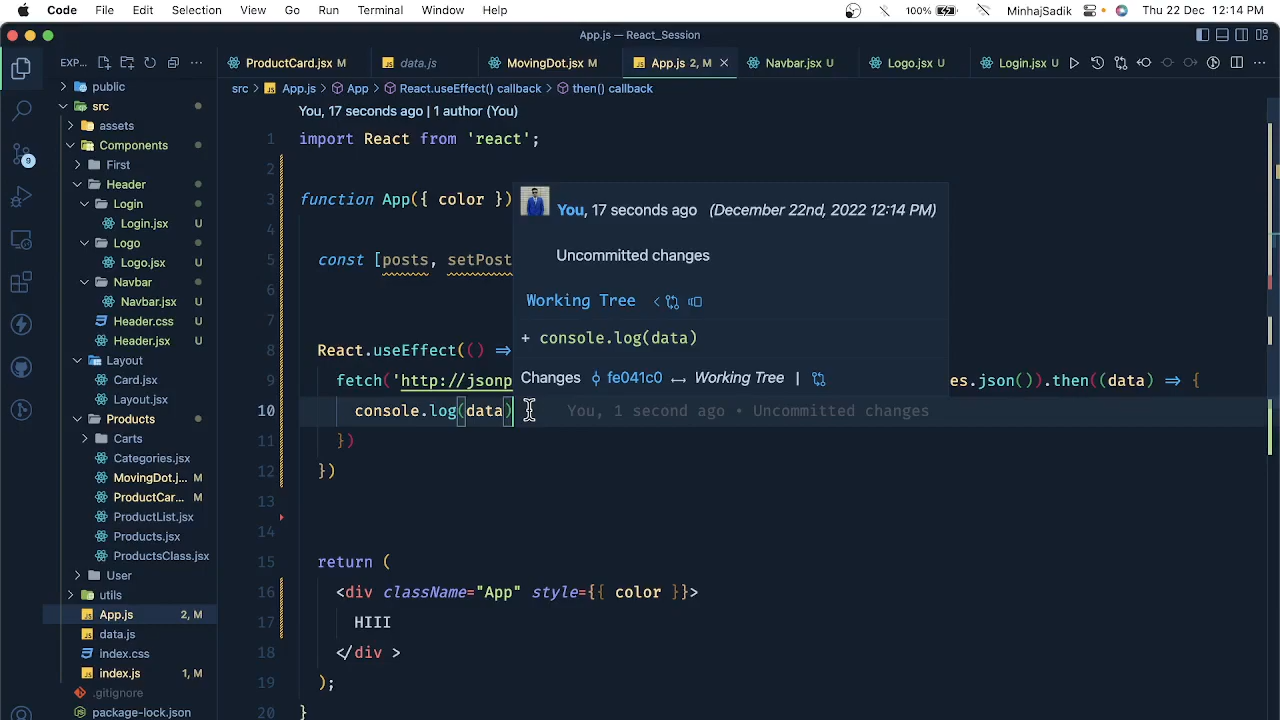 Code File Edit Selection View Go Run Terminal Window Help 100% MinhajSadik Thu 22 Dec 12:14 PM
App.js — React_Session
EXP... ProductCard.jsx M data.js MovingDot.jsx M App.js 2, M Navbar.jsx U Logo.jsx U Login.jsx U
public
src
assets
Components
First
Header
Login
Login.jsx U
Logo
Logo.jsx U
Navbar
Navbar.jsx U
Header.css U
Header.jsx U
Layout
Card.jsx
Layout.jsx
Products
Carts
Categories.jsx
MovingDot.j... M
ProductCar... M
ProductList.jsx
Products.jsx
ProductsClass.jsx
User
utils
App.js 2, M
data.js
index.css
index.js 1, M
.gitignore
package-lock.json
9
src > App.js > App > React.useEffect() callback > then() callback
You, 17 seconds ago | 1 author (You)
1 import React from 'react';
2
3 function App({ color })
4
5 const [posts, setPost
6
7
8 React.useEffect(() =>
9 fetch('http://jsonp es.json()).then((data) => {
10 console.log(data) You, 1 second ago • Uncommitted changes
11 })
12 })
13
14
15 return (
16 <div className="App" style={{ color }}>
17 HIII
18 </div >
19 );
20 }
You, 17 seconds ago (December 22nd, 2022 12:14 PM)
Uncommitted changes
Working Tree
+ console.log(data)
Changes fe041c0 ↔ Working Tree |